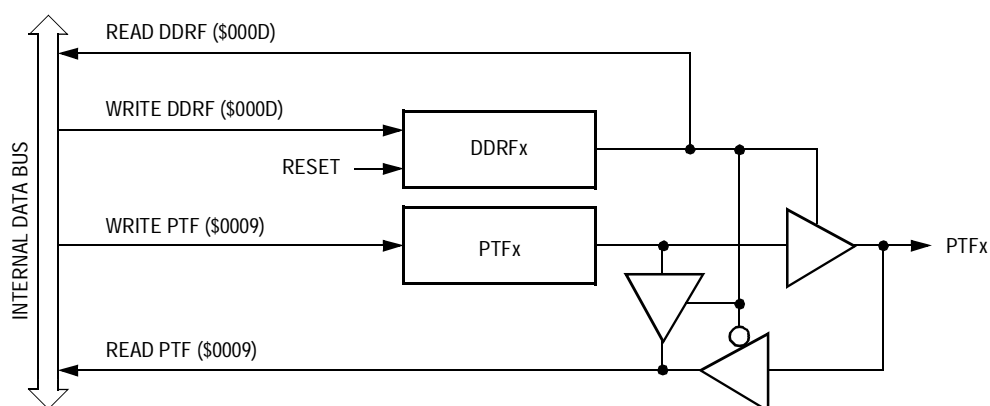 READ DDRF ($000D)
WRITE DDRF ($000D)
DDRFx
RESET
INTERNAL DATA BUS
WRITE PTF ($0009)
PTFx
PTFx
READ PTF ($0009)